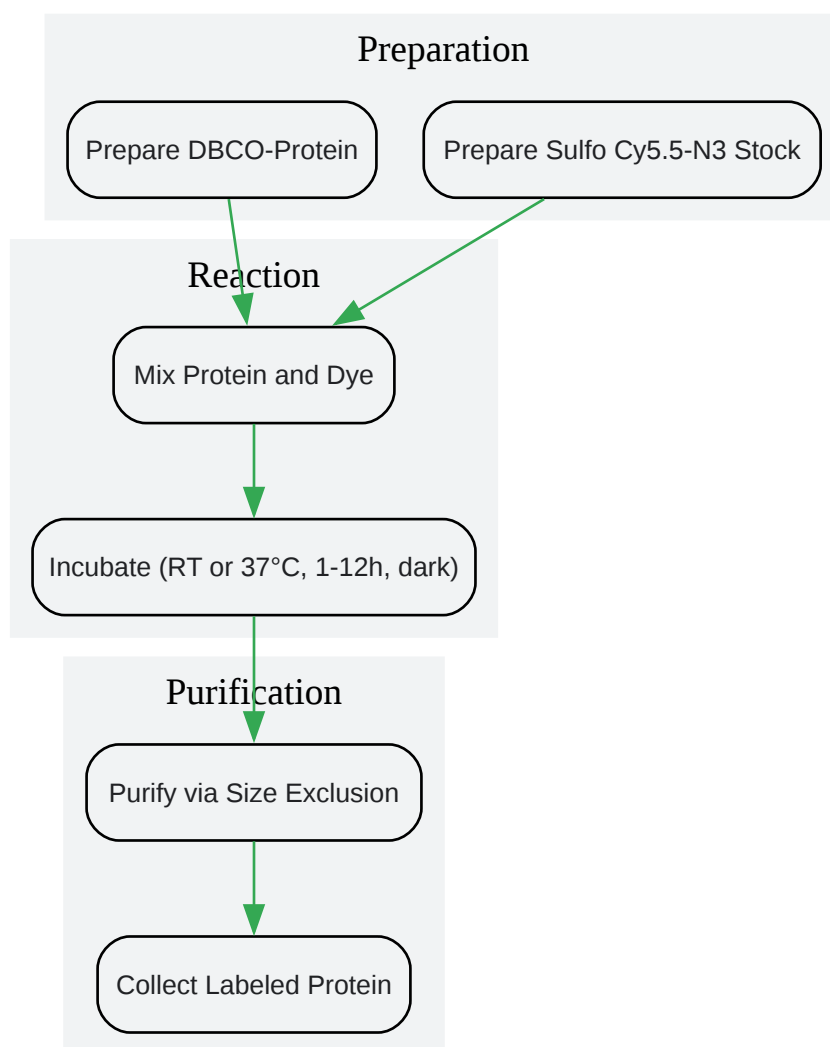 Preparation
Prepare DBCO-Protein
Prepare Sulfo Cy5.5-N3 Stock
Reaction
Mix Protein and Dye
Incubate (RT or 37°C, 1-12h, dark)
Purification
Purify via Size Exclusion
Collect Labeled Protein